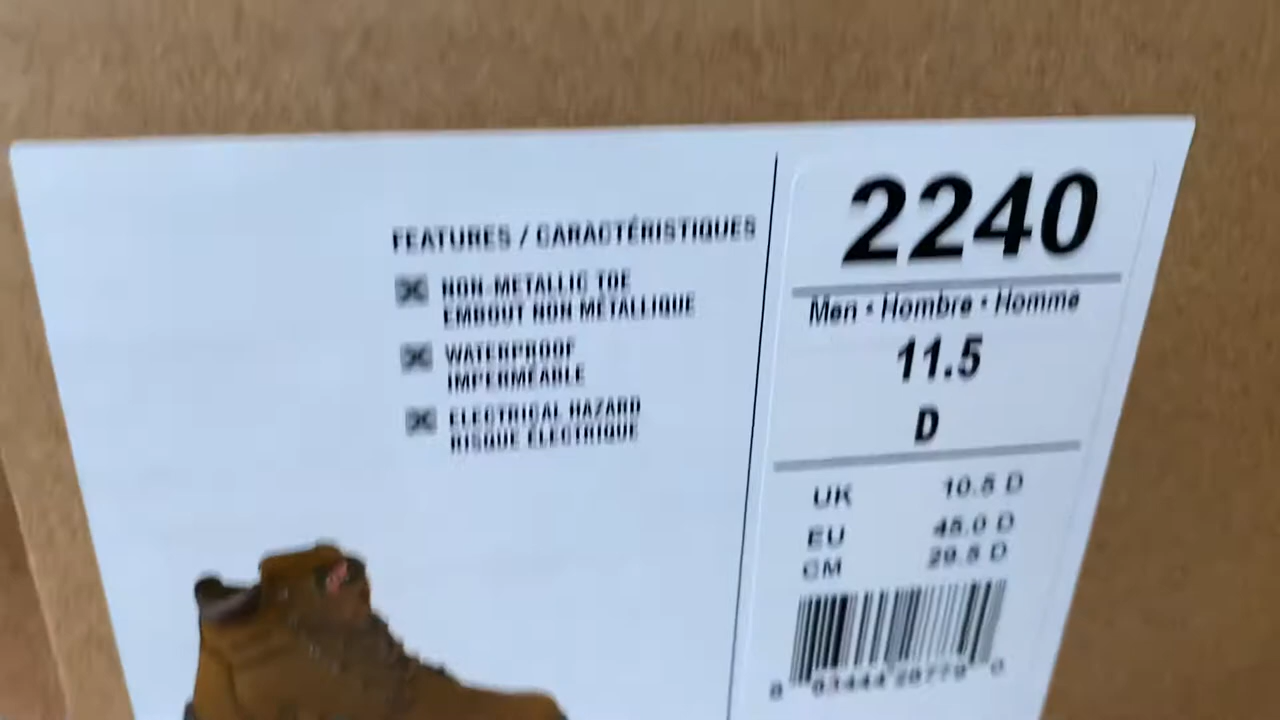 FEATURES / CARACTÉRISTIQUES
NON-METALLIC TOE
EMBOUT NON METALLIQUE
WATERPROOF
IMPERMÉABLE
ELECTRICAL HAZARD
RISQUE ÉLECTRIQUE
2240
Men • Hombre • Homme
11.5
D
UK 10.5 D
EU 45.0 D
CM 29.5 D